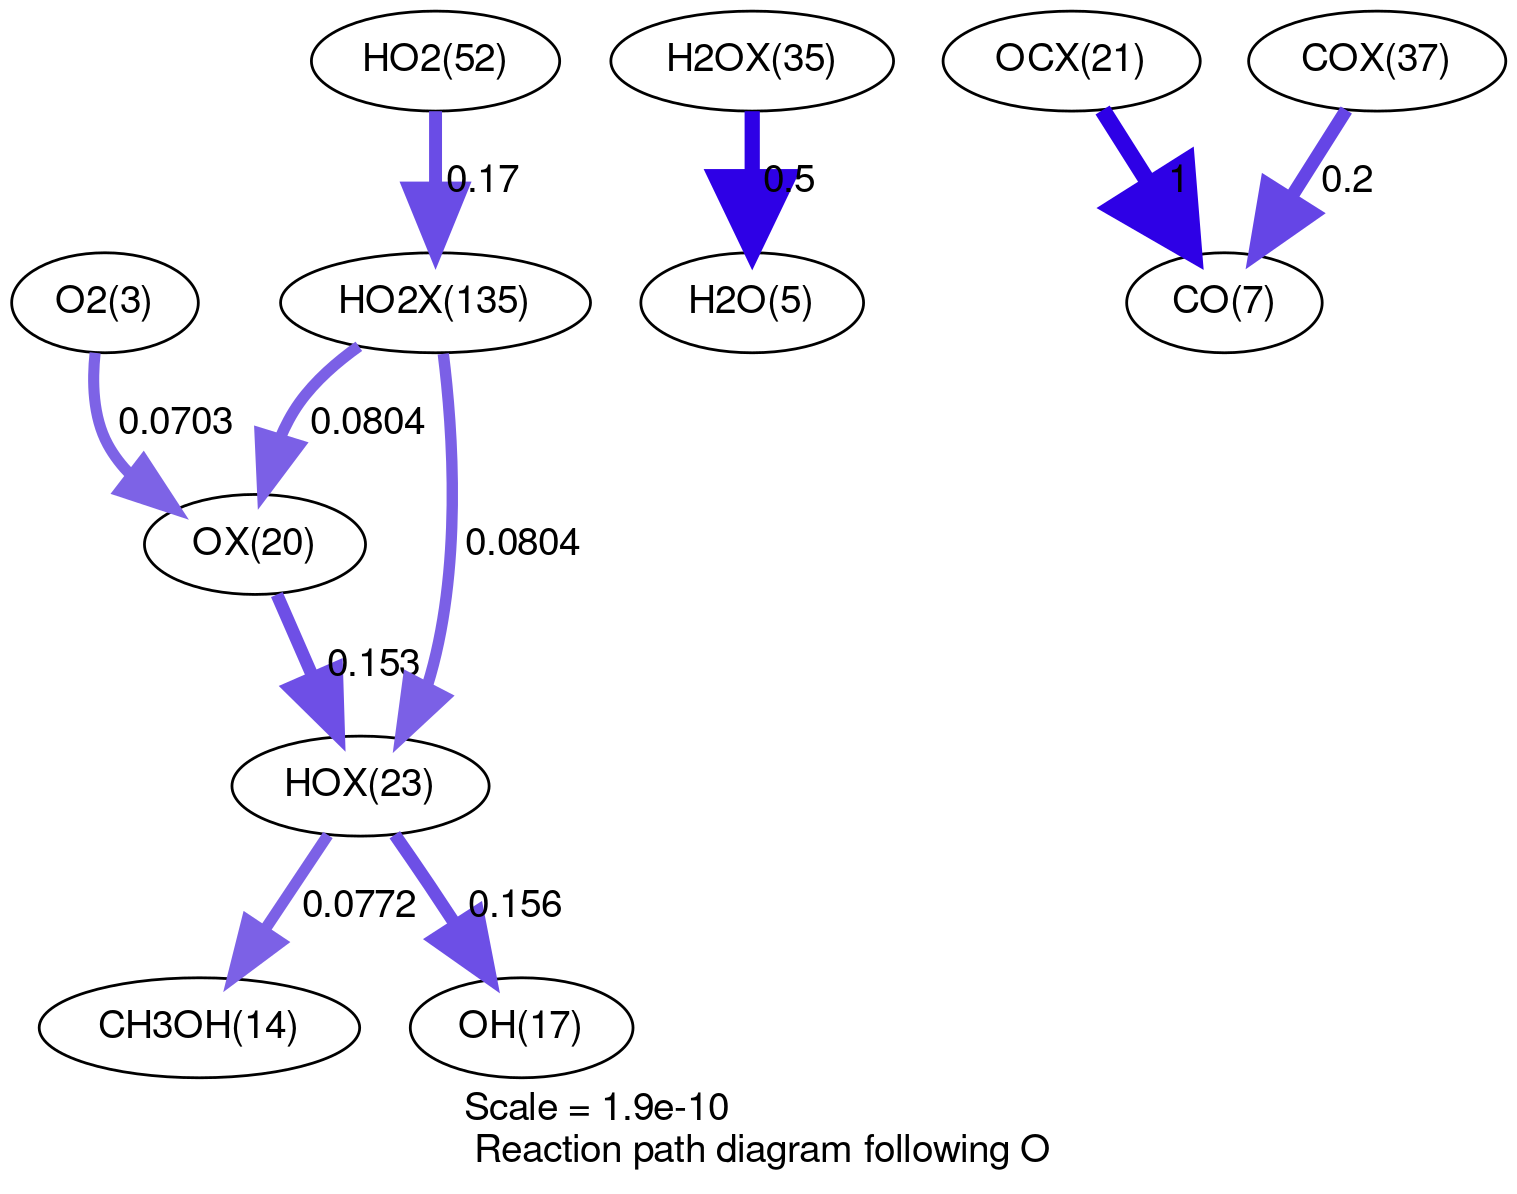 HO2(52)
H2OX(35)
OCX(21)
COX(37)
0.17
0.5
1
0.2
O2(3)
HO2X(135)
H2O(5)
CO(7)
0.0703
0.0804
OX(20)
0.0804
0.153
HOX(23)
0.0772
0.156
CH3OH(14)
OH(17)
Scale = 1.9e-10
Reaction path diagram following O